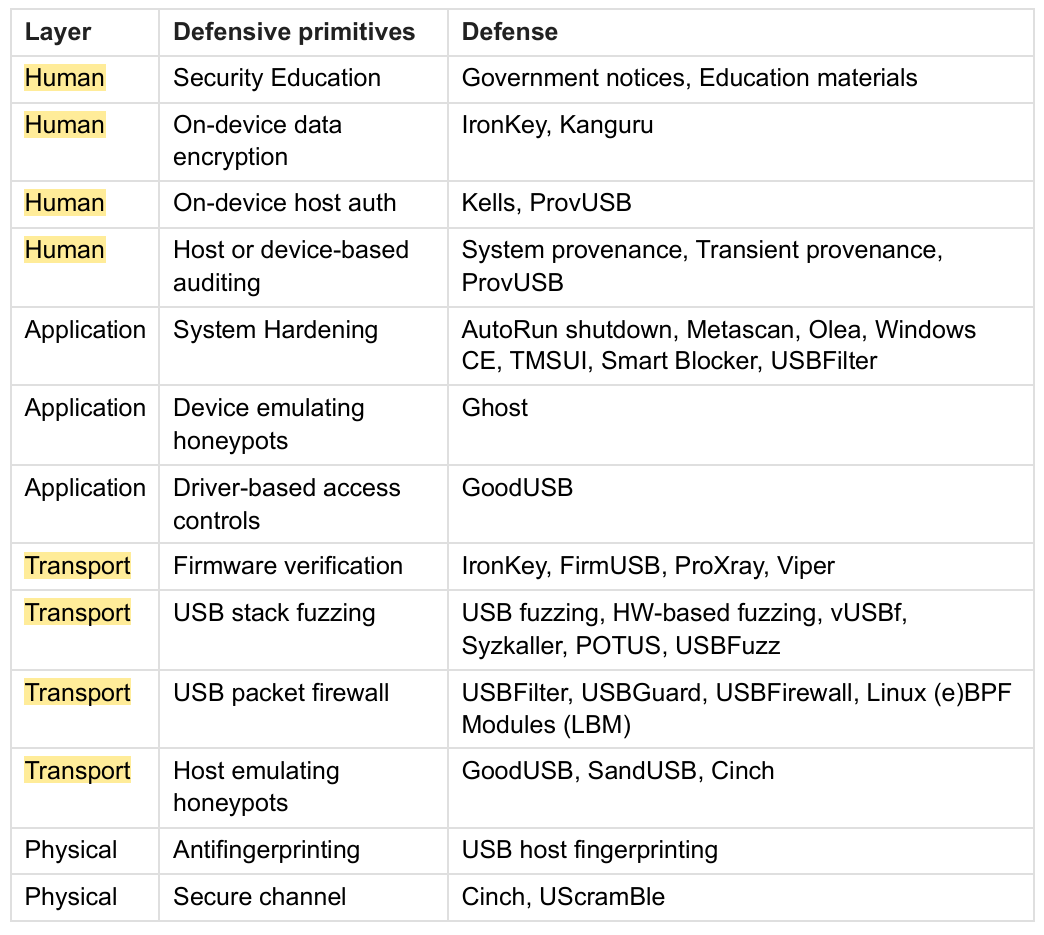 Layer Defensive primitives Defense
Human Security Education Government notices, Education materials
Human On-device data IronKey, Kanguru
encryption
Human On-device host auth Kells, ProvUSB
Human Host or device-based System provenance, Transient provenance,
auditing ProvUSB
Application System Hardening AutoRun shutdown, Metascan, Olea, Windows
CE, TMSUI, Smart Blocker, USBFilter
Application Device emulating Ghost
honeypots
Application Driver-based access GoodUSB
controls
Transport Firmware verification IronKey, FirmUSB, ProXray, Viper
Transport USB stack fuzzing USB fuzzing, HW-based fuzzing, vUSBf,
Syzkaller, POTUS, USBFuzz
Transport USB packet firewall USBFilter, USBGuard, USBFirewall, Linux (e)BPF
Modules (LBM)
Transport Host emulating GoodUSB, SandUSB, Cinch
honeypots
Physical Antifingerprinting USB host fingerprinting
Physical Secure channel Cinch, UScramBle